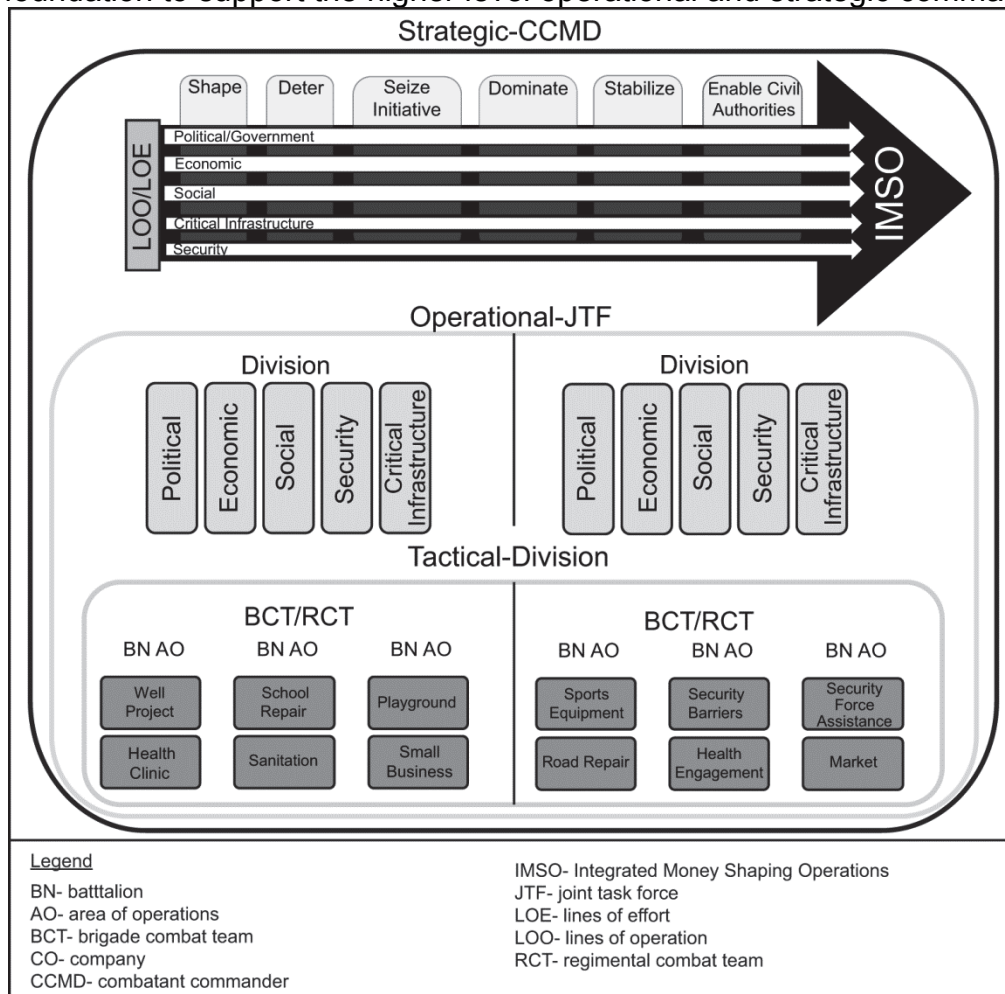 foundation to support the higher level operational and strategic comma
Strategic-CCMD
Shape
Deter
Seize
Initiative
Dominate
Stabilize
Enable Civil
Authorities
LOO/LOE
Political/Government
Economic
Social
Critical Infrastructure
Security
IMSO
Operational-JTF
Division
Political
Economic
Social
Security
Critical
Infrastructure
Division
Political
Economic
Social
Security
Critical
Infrastructure
Tactical-Division
BCT/RCT
BN AO
BN AO
BN AO
Well
Project
School
Repair
Playground
Health
Clinic
Sanitation
Small
Business
BCT/RCT
BN AO
BN AO
BN AO
Sports
Equipment
Security
Barriers
Security
Force
Assistance
Road Repair
Health
Engagement
Market
Legend
BN- batttalion
AO- area of operations
BCT- brigade combat team
CO- company
CCMD- combatant commander
IMSO- Integrated Money Shaping Operations
JTF- joint task force
LOE- lines of effort
LOO- lines of operation
RCT- regimental combat team